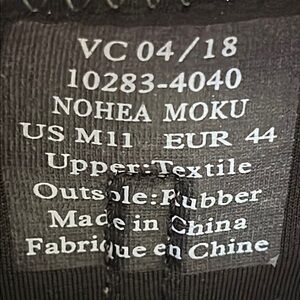 VC 04/18
10283-4040
NOHEA MOKU
US M11 EUR 44
Upper:Textile
Outsole:Rubber
Made in China
Fabrique en Chine